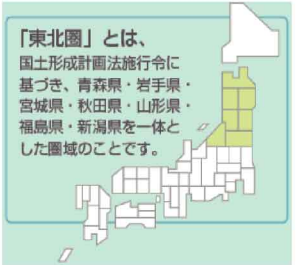 「東北圏」とは、
国土形成計画法施行令に
基づき、青森県・岩手県・
宮城県・秋田県・山形県・
福島県・新潟県を一体と
した圏域のことです。